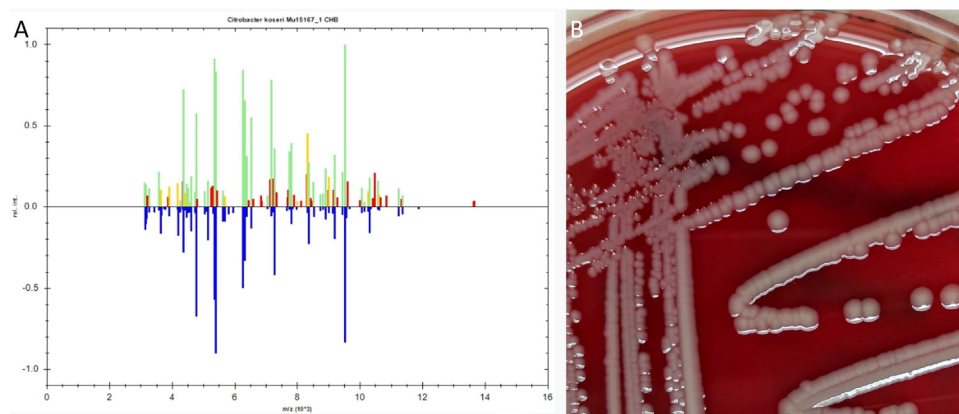 Citrobacter koseri Mu15167_1 CHB
A
B
1.0
0.5
rel. int.
0.0
-0.5
-1.0
0 2 4 6 8 10 12 14 16
m/z (10^3)